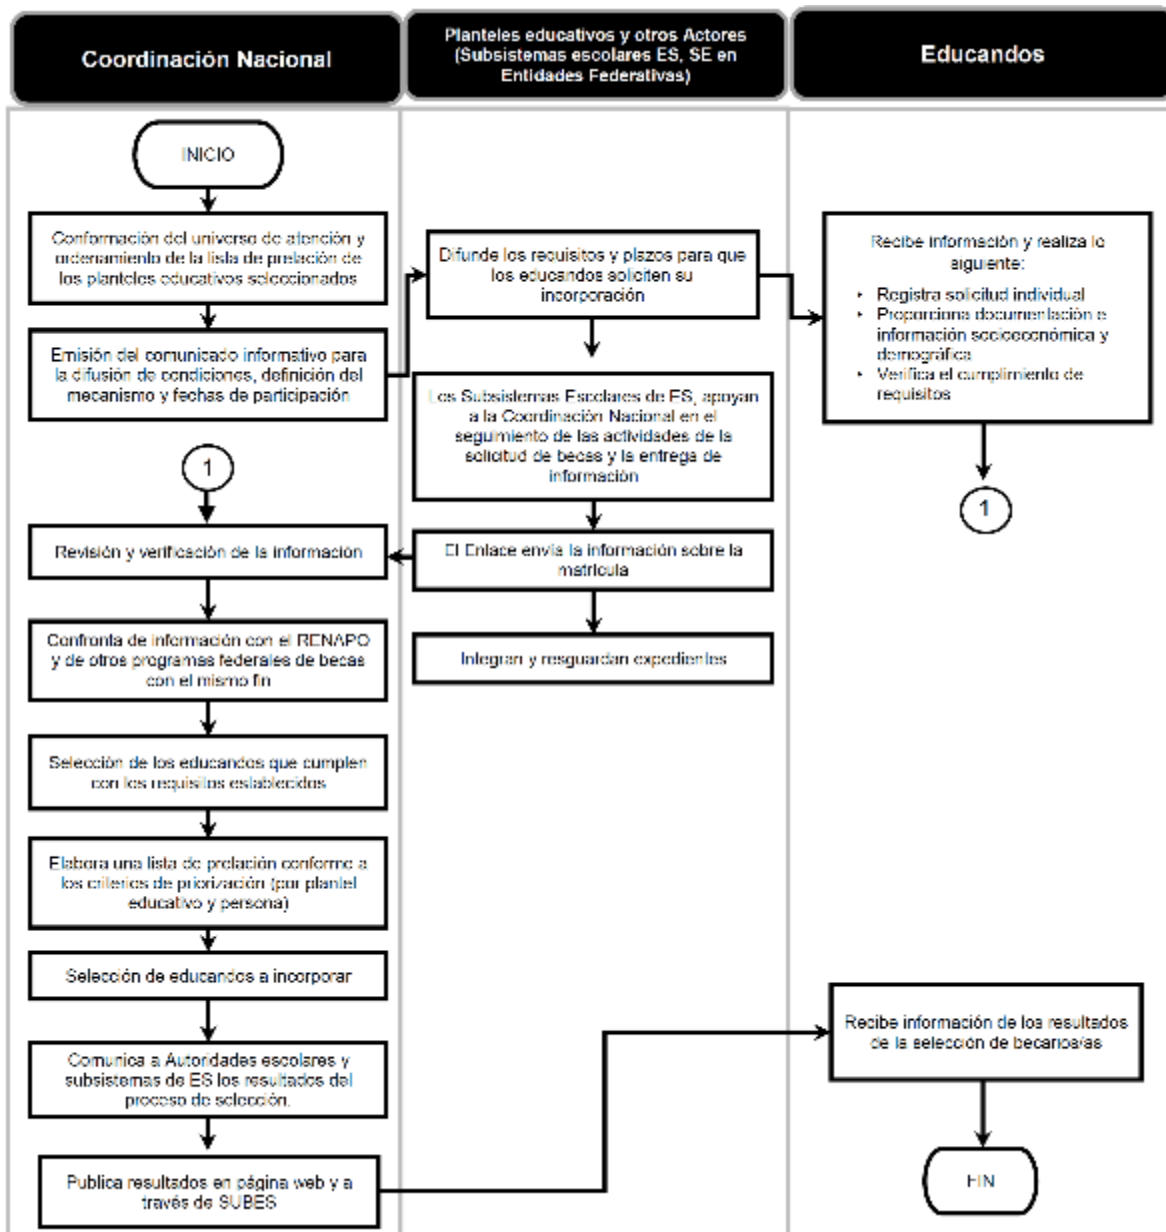 Coordinación Nacional
Planteles educativos y otros Actores
(Subsistemas escolares ES, SE en
Entidades Federativas)
Educandos
INICIO
Conformación del universo de atención y
ordenamiento de la lista de prelación de
los planteles educativos seleccionados
Emisión del comunicado informativo para
la difusión de condiciones, definición del
mecanismo y fechas de participación
Difunde los requisitos y plazos para que
los educandos soliciten su
incorporación
Recibe información y realiza lo
siguiente:
• Registra solicitud individual
• Proporciona documentación e
información socioeconómica y
demográfica
• Verifica el cumplimiento de
requisitos
Los Subsistemas Escolares de ES, apoyan
a la Coordinación Nacional en el
seguimiento de las actividades de la
solicitud de becas y la entrega de
información
1
1
Revisión y verificación de la información
El Enlace envía la información sobre la
matrícula
Confronta de información con el RENAPO
y de otros programas federales de becas
con el mismo fin
Integran y resguardan expedientes
Selección de los educandos que cumplen
con los requisitos establecidos
Elabora una lista de prelación conforme a
los criterios de priorización (por plantel
educativo y persona)
Selección de educandos a incorporar
Comunica a Autoridades escolares y
subsistemas de ES los resultados del
proceso de selección.
Recibe información de los resultados
de la selección de becarios/as
Publica resultados en página web y a
través de SUBES
FIN